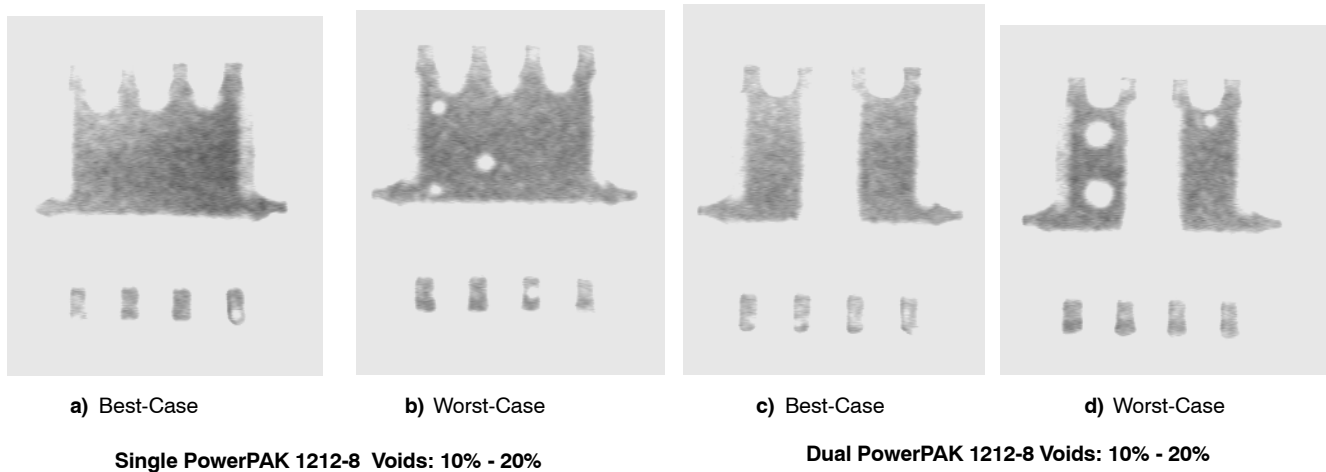 a) Best-Case
b) Worst-Case
c) Best-Case
d) Worst-Case
Single PowerPAK 1212-8 Voids: 10% - 20%
Dual PowerPAK 1212-8 Voids: 10% - 20%